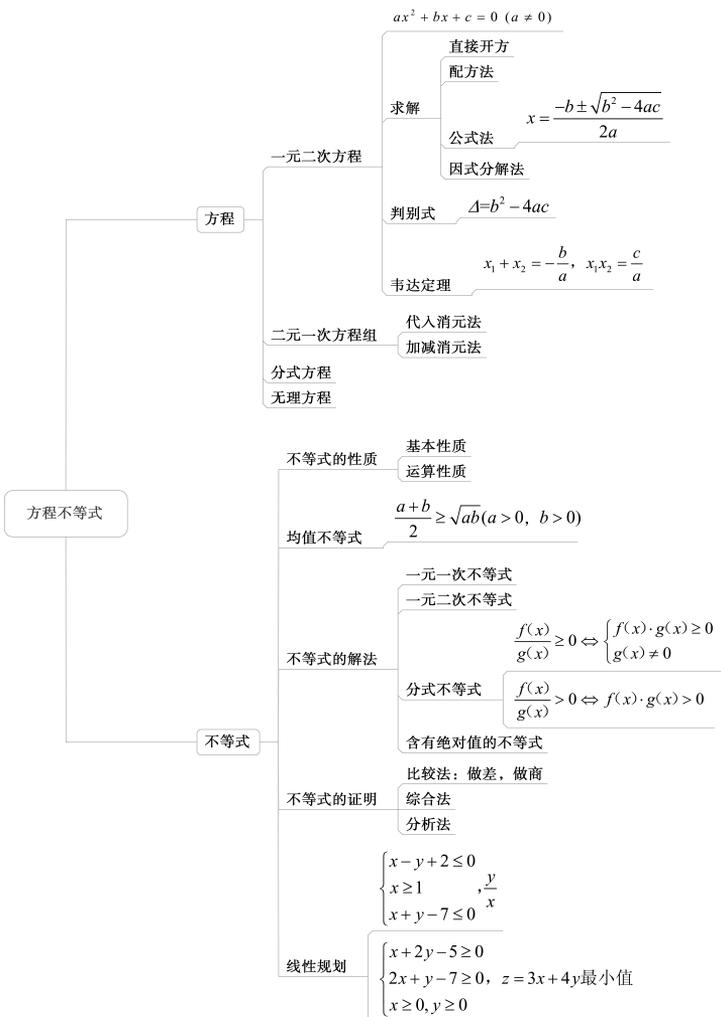 方程不等式
方程
一元二次方程
ax² + bx + c = 0 (a ≠ 0)
求解
直接开方
配方法
公式法
x = \frac{-b±\sqrt{b²-4ac}}{2a}
因式分解法
判别式
Δ=b² − 4ac
韦达定理
x₁ + x₂ = −\frac{b}{a}，x₁x₂ = \frac{c}{a}
二元一次方程组
代入消元法
加减消元法
分式方程
无理方程
不等式
不等式的性质
基本性质
运算性质
均值不等式
\frac{a+b}{2} ≥ \sqrt{ab}(a＞0，b＞0)
不等式的解法
一元一次不等式
一元二次不等式
分式不等式
\frac{f(x)}{g(x)} ≥ 0 ⇔ { f(x)·g(x) ≥ 0
g(x) ≠ 0
\frac{f(x)}{g(x)} > 0 ⇔ f(x)·g(x) > 0
含有绝对值的不等式
不等式的证明
比较法：做差，做商
综合法
分析法
线性规划
x − y + 2 ≤ 0
x ≥ 1 ，\frac{y}{x}
x + y − 7 ≤ 0
x + 2y − 5 ≥ 0
2x + y − 7 ≥ 0，z = 3x + 4y最小值
x ≥ 0, y ≥ 0